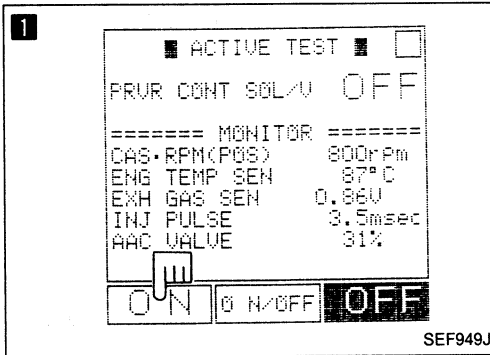 1
■ ACTIVE TEST ■
PRVR CONT SOL/V OFF
======= MONITOR =======
CAS•RPM(POS) 800rpm
ENG TEMP SEN 87°C
EXH GAS SEN 0.86V
INJ PULSE 3.5msec
AAC VALVE 31%
ON O N/OFF OFF
SEF949J